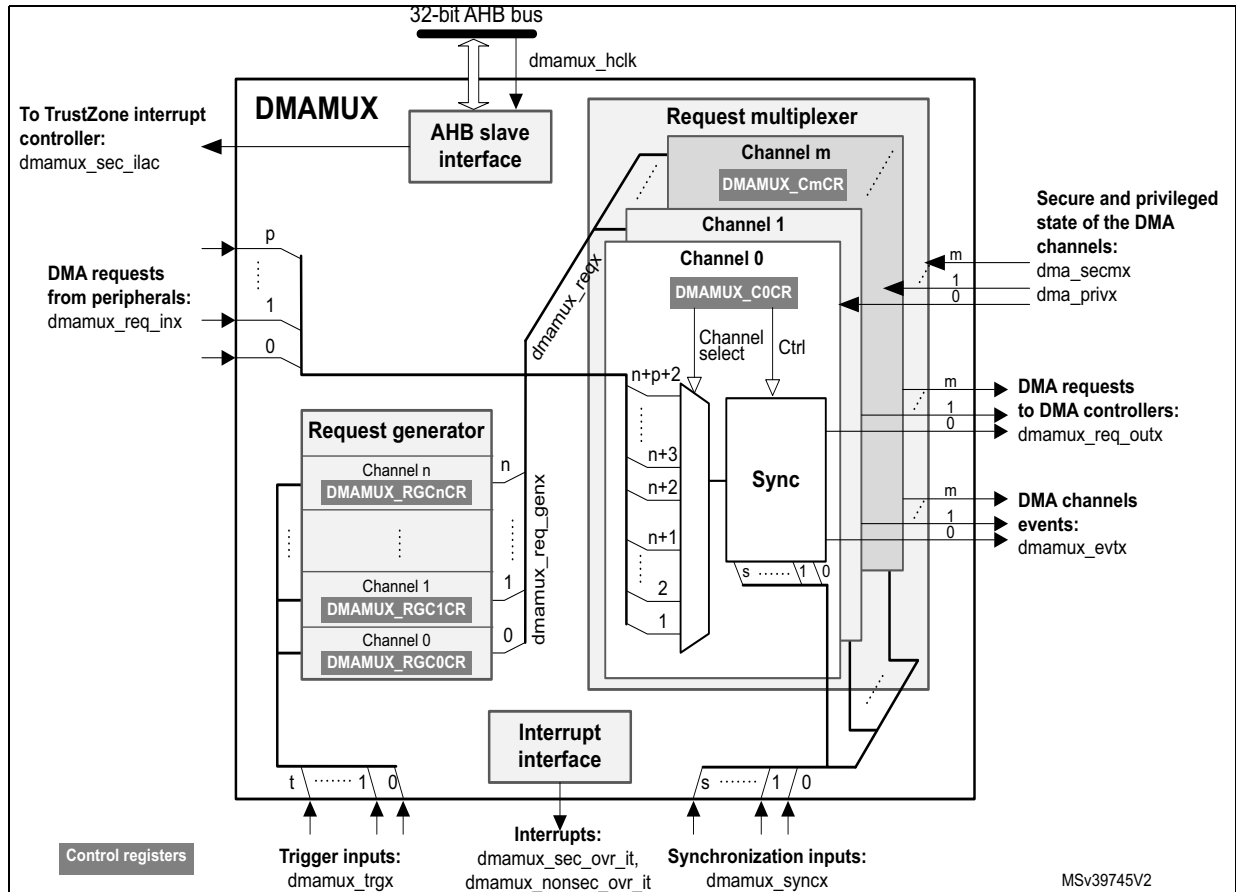 32-bit AHB bus
dmamux_hclk
DMAMUX
To TrustZone interrupt
controller:
dmamux_sec_ilac
AHB slave
interface
Request multiplexer
Channel m
DMAMUX_CmCR
Channel 1
Channel 0
DMAMUX_C0CR
Channel
select
Ctrl
Secure and privileged
state of the DMA
channels:
dma_secmx
dma_privx
m
1
0
p
1
0
DMA requests
from peripherals:
dmamux_req_inx
dmamux_reqx
n+p+2
n+3
n+2
n+1
2
1
Sync
s ....... 1 0
m
1
0
DMA requests
to DMA controllers:
dmamux_req_outx
m
1
0
DMA channels
events:
dmamux_evtx
Request generator
Channel n
DMAMUX_RGCnCR
Channel 1
DMAMUX_RGC1CR
Channel 0
DMAMUX_RGC0CR
n
1
0
dmamux_req_genx
Interrupt
interface
t ....... 1 0
s ....... 1 0
Control registers
Trigger inputs:
dmamux_trgx
Interrupts:
dmamux_sec_ovr_it,
dmamux_nonsec_ovr_it
Synchronization inputs:
dmamux_syncx
MSv39745V2